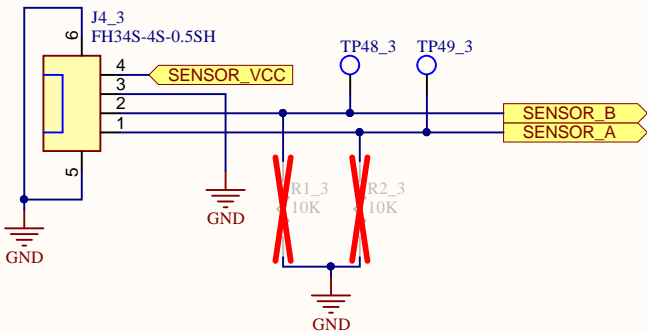 J4_3
FH34S-4S-0.5SH
6
TP48_3 TP49_3
4 SENSOR_VCC
3
2 SENSOR_B
1 SENSOR_A
5
R1_3 R2_3
10K 10K
GND
GND
GND